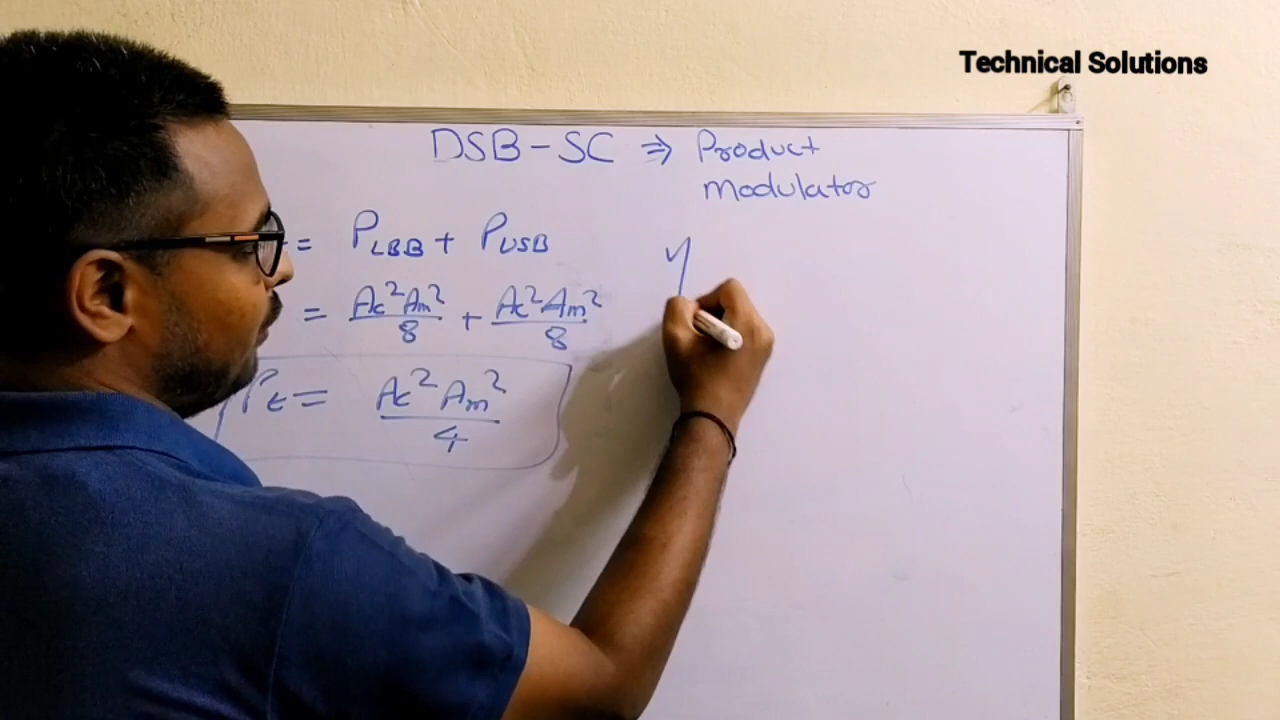 Technical Solutions
DSB-SC ⇒ Product
modulator
= P_LBB + P_USB
= Ac²Am²/8 + Ac²Am²/8
Pt = Ac²Am²/4